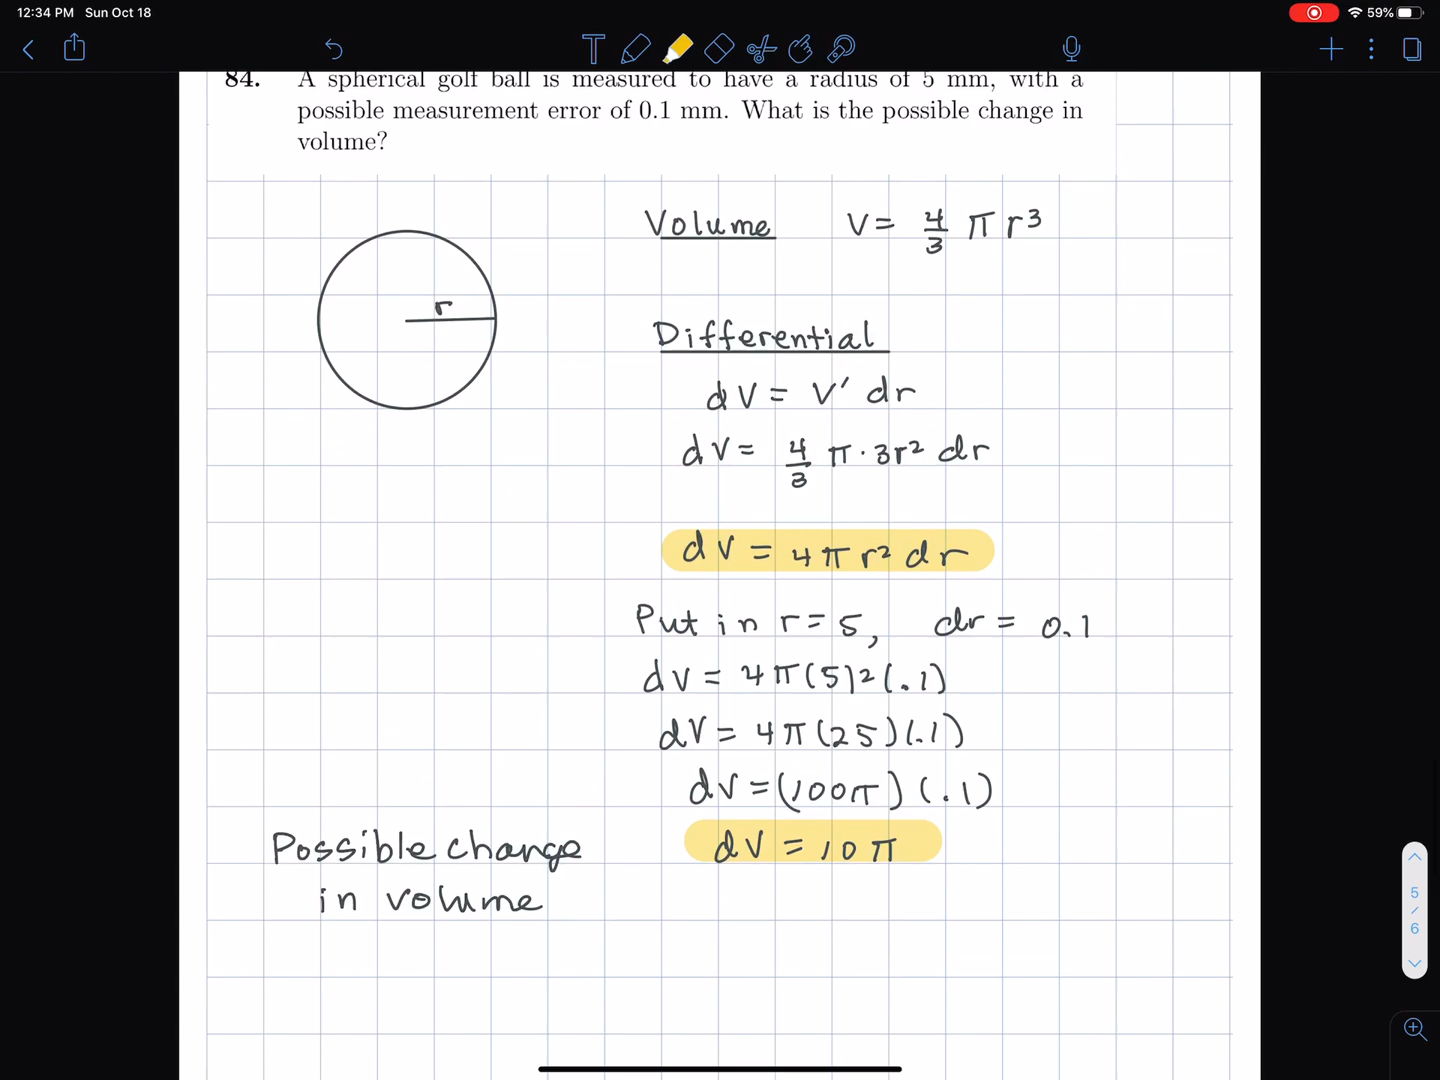 12:34 PM Sun Oct 18
59%
84. A spherical golf ball is measured to have a radius of 5 mm, with a
possible measurement error of 0.1 mm. What is the possible change in
volume?
Volume V = 4/3 π r³
r
Differential
dV = V' dr
dV = 4/3 π · 3r² dr
dV = 4πr² dr
Put in r = 5, dr = 0.1
dV = 4π(5)²(.1)
dV = 4π(25)(.1)
dV = (100π)(.1)
Possible change
in volume
dV = 10π
5
/
6